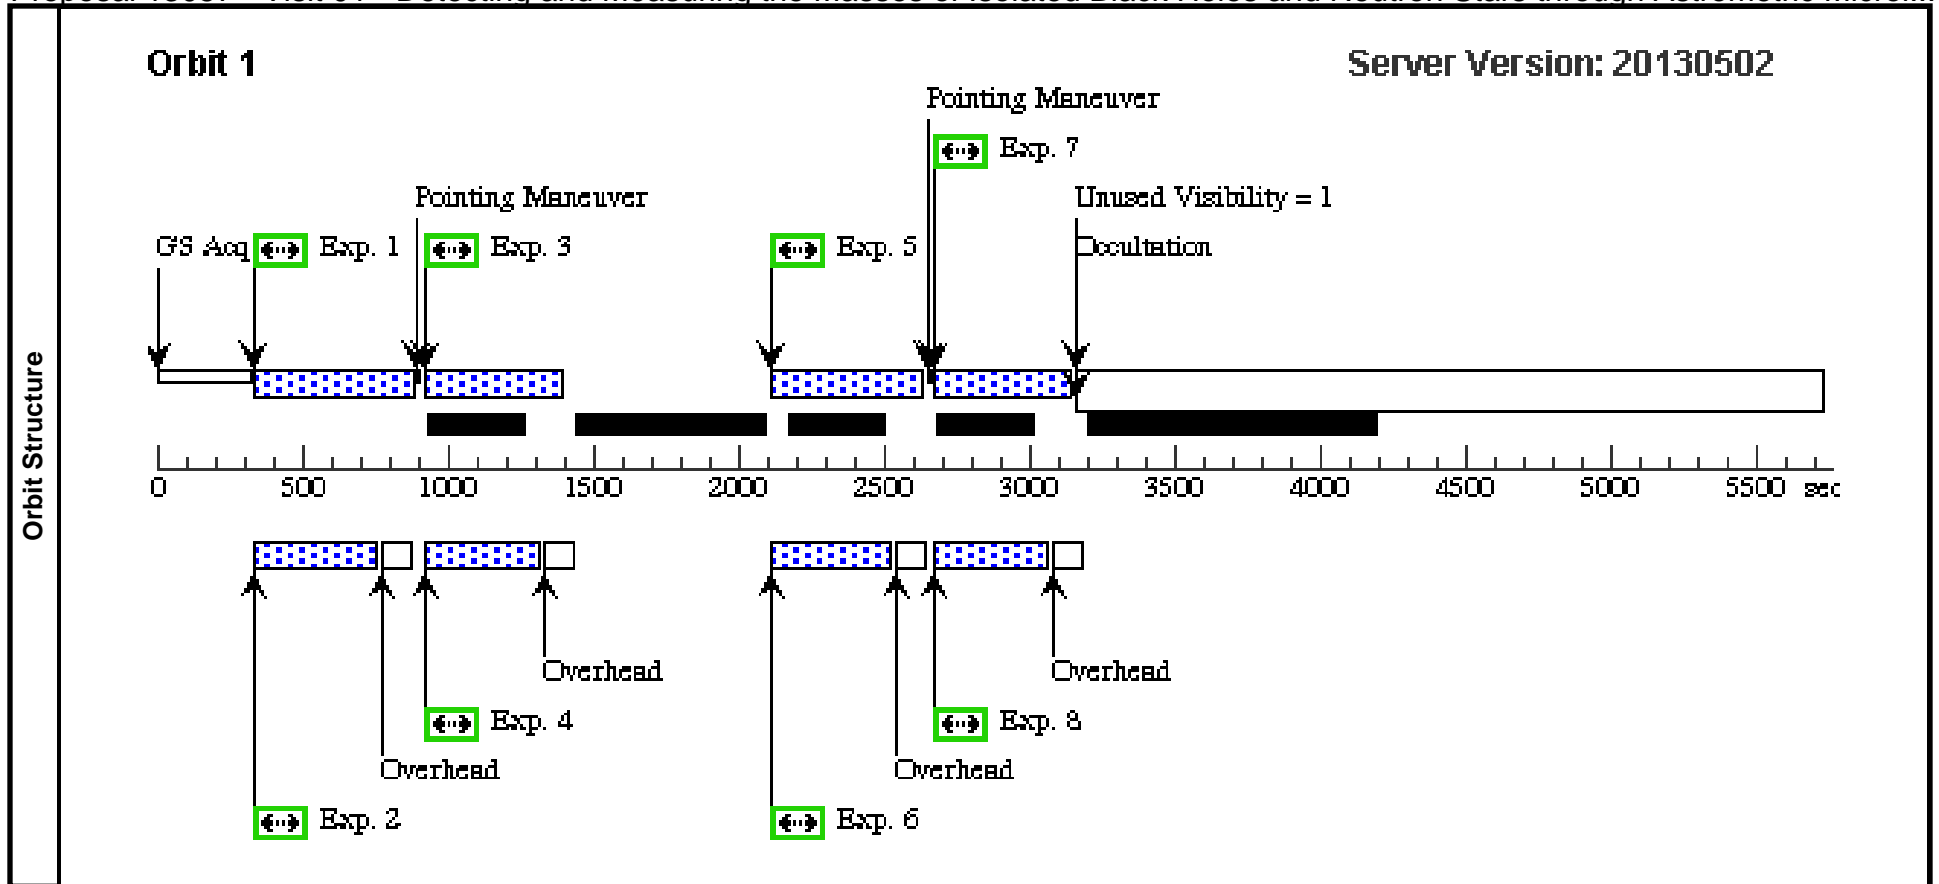 Orbit Structure
Orbit 1
Server Version: 20130502
Pointing Maneuver
Exp. 7
Pointing Maneuver
Unused Visibility = 1
GS Acq
Exp. 1
Exp. 3
Exp. 5
Occultation
0 500 1000 1500 2000 2500 3000 3500 4000 4500 5000 5500 sec
Overhead
Overhead
Exp. 4
Exp. 8
Overhead
Overhead
Exp. 2
Exp. 6